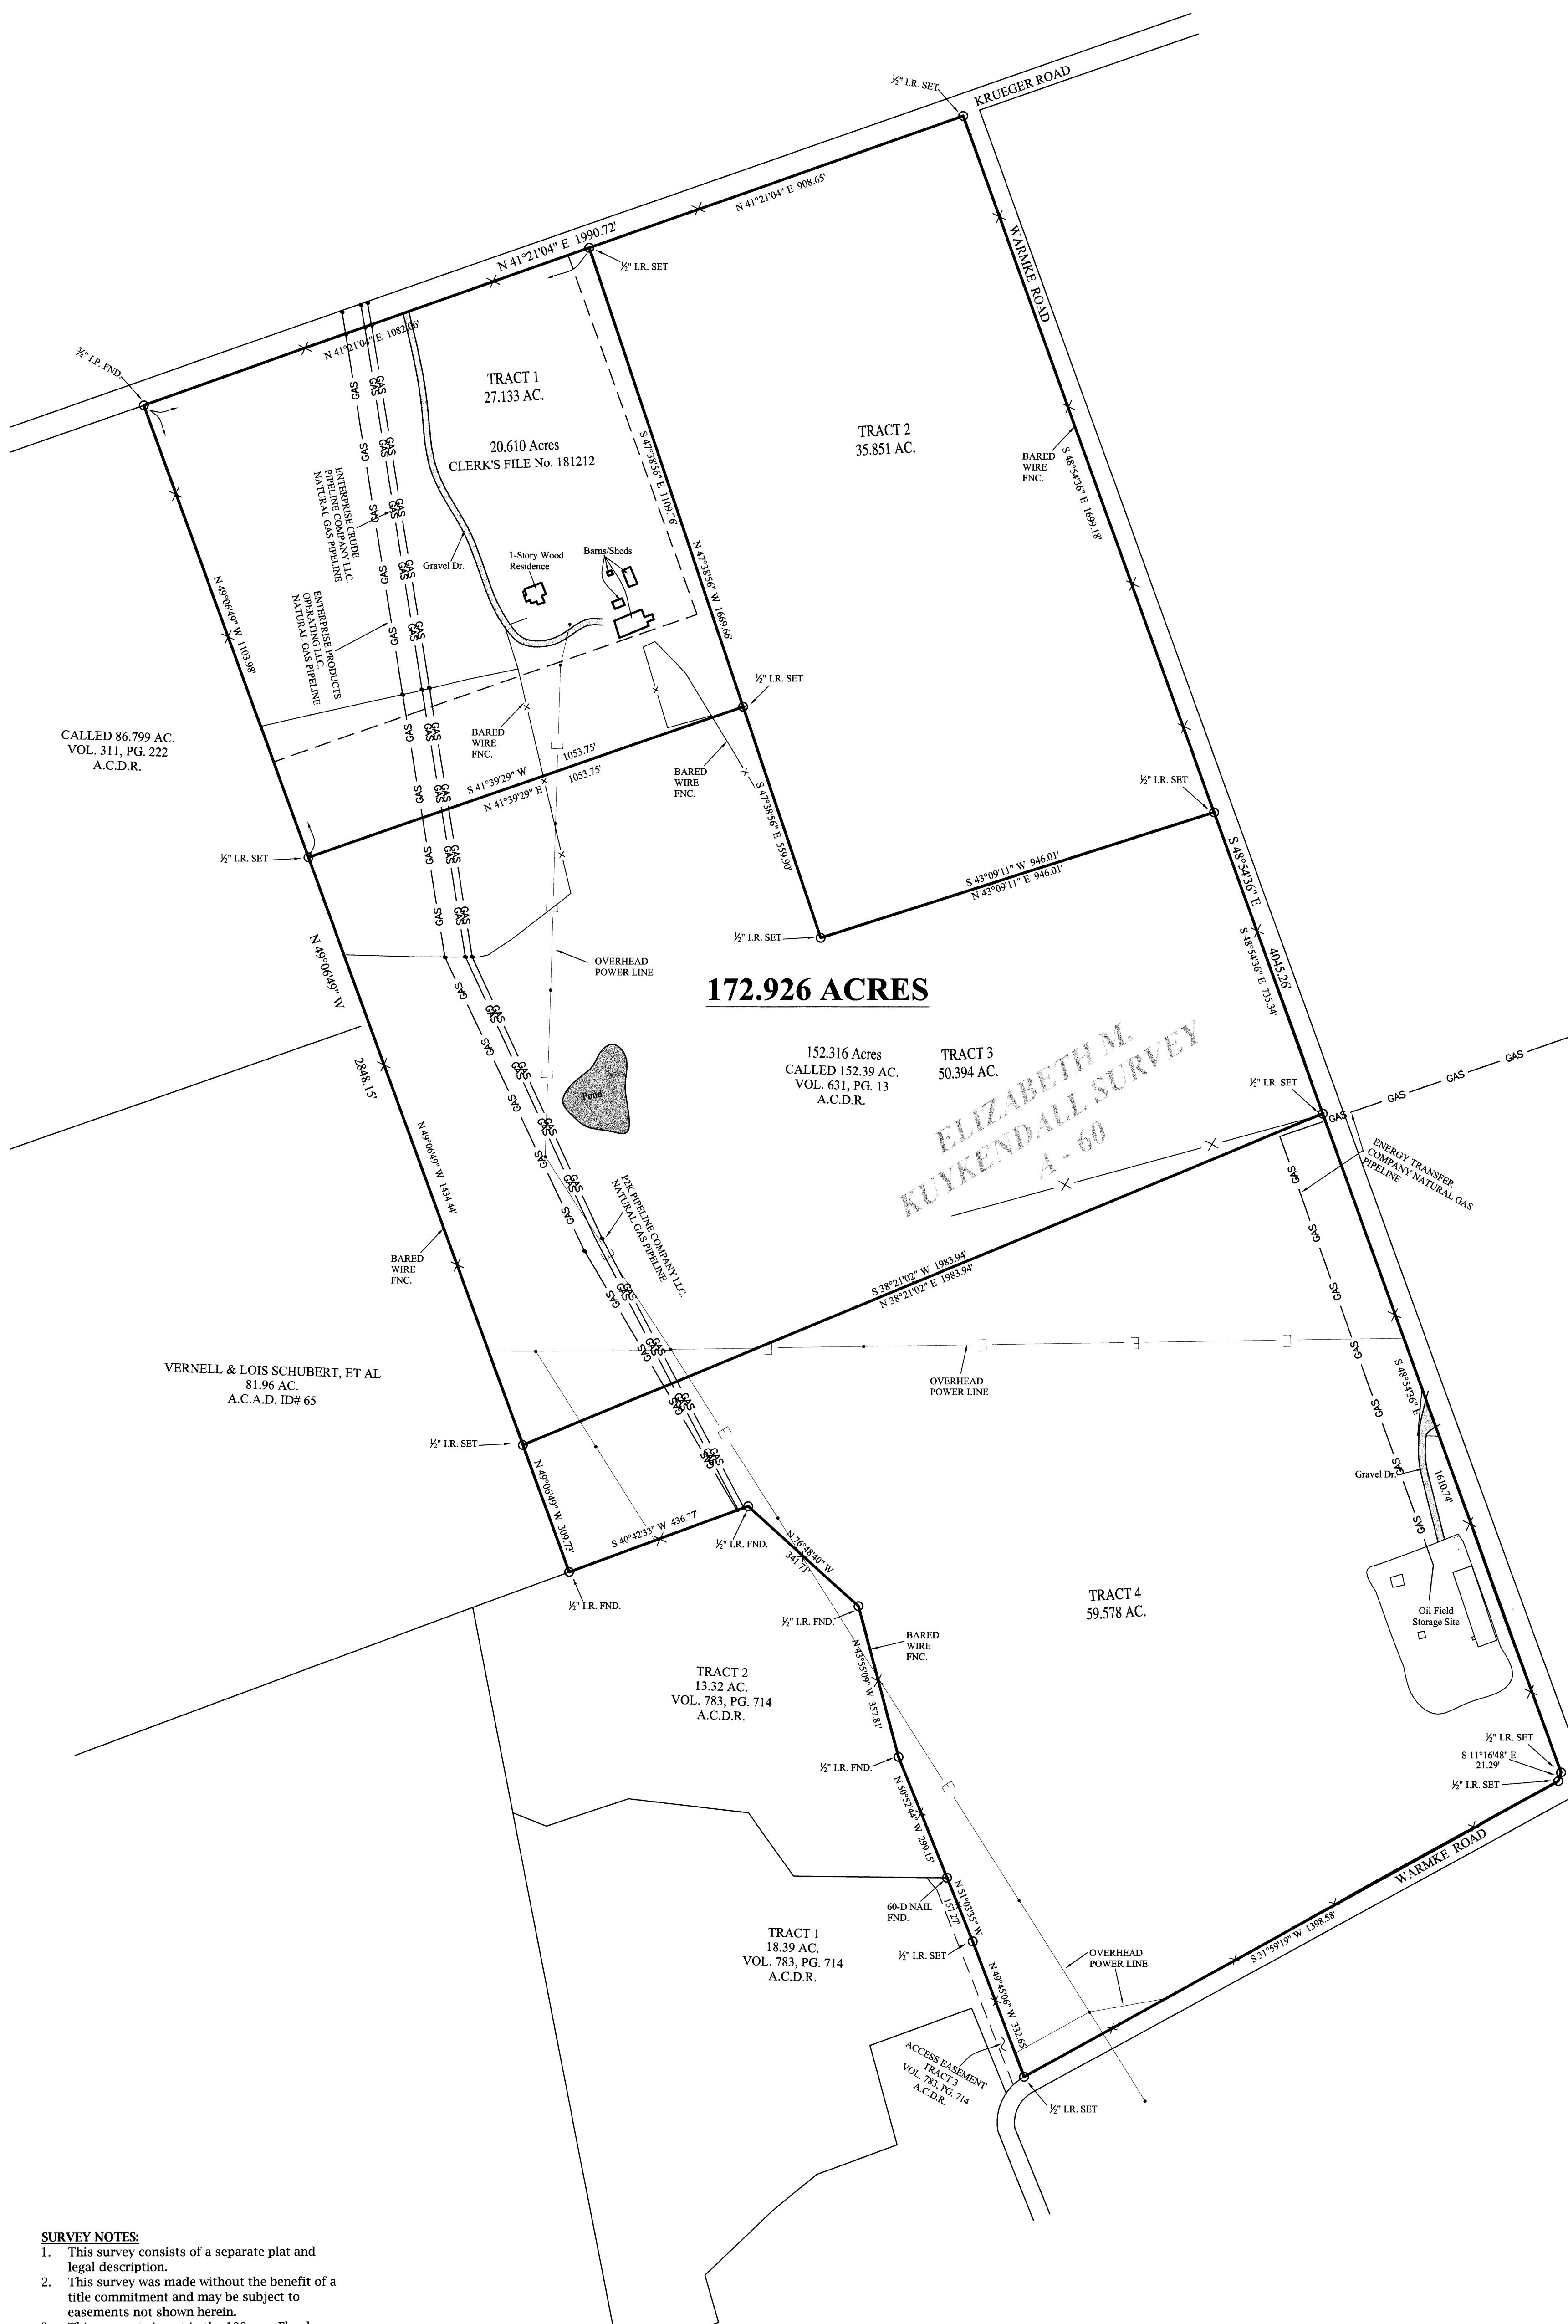 KRUEGER ROAD
½" I.R. SET
N 41°21'04" E 908.65'
N 41°21'04" E 1990.72'
½" I.R. SET
WARMKE ROAD
N 41°21'04" E 1082.06'
¾" I.P. FND.
TRACT 1
27.133 AC.
20.610 Acres
CLERK'S FILE No. 181212
TRACT 2
35.851 AC.
BARED
WIRE
FNC.
S 48°54'36" E 1699.18'
S 47°38'56" E 1109.76'
N 47°38'56" W 1669.66'
GAS GAS GAS
ENTERPRISE CRUDE
PIPELINE COMPANY LLC.
NATURAL GAS PIPELINE
Gravel Dr.
1-Story Wood
Residence
Barns/Sheds
ENTERPRISE PRODUCTS
OPERATING LLC.
NATURAL GAS PIPELINE
N 49°06'49" W 1103.98'
½" I.R. SET
CALLED 86.799 AC.
VOL. 311, PG. 222
A.C.D.R.
BARED
WIRE
FNC.
E
S 41°39'29" W 1053.75'
N 41°39'29" E 1053.75'
BARED
WIRE
FNC.
S 47°38'56" E 559.90'
½" I.R. SET
½" I.R. SET
S 43°09'11" W 946.01'
N 43°09'11" E 946.01'
½" I.R. SET
S 48°54'36" E 4045.26'
S 48°54'36" E 735.34'
N 49°06'49" W 2848.15'
OVERHEAD
POWER LINE
172.926 ACRES
152.316 Acres
CALLED 152.39 AC.
VOL. 631, PG. 13
A.C.D.R.
TRACT 3
50.394 AC.
ELIZABETH M.
KUYKENDALL SURVEY
A - 60
Pond
½" I.R. SET
GAS GAS GAS GAS
ENERGY TRANSFER
COMPANY NATURAL GAS
PIPELINE
N 49°06'49" W 1434.44'
P2K PIPELINE COMPANY LLC.
NATURAL GAS PIPELINE
BARED
WIRE
FNC.
S 38°21'02" W 1983.94'
N 38°21'02" E 1983.94'
VERNELL & LOIS SCHUBERT, ET AL
81.96 AC.
A.C.A.D. ID# 65
E E E E
OVERHEAD
POWER LINE
S 48°54'36" E 1610.74'
½" I.R. SET
Gravel Dr.
N 49°06'49" W 309.73'
S 40°42'33" W 436.77'
½" I.R. FND.
N 76°48'40" W
341.71'
½" I.R. FND.
½" I.R. FND.
TRACT 4
59.578 AC.
Oil Field
Storage Site
BARED
WIRE
FNC.
N 43°55'09" W 357.81'
TRACT 2
13.32 AC.
VOL. 783, PG. 714
A.C.D.R.
½" I.R. SET
S 11°16'48" E
21.29'
½" I.R. SET
½" I.R. FND.
N 50°52'44" W 299.15'
WARMKE ROAD
60-D NAIL
FND.
N 51°03'35" W
157.27'
TRACT 1
18.39 AC.
VOL. 783, PG. 714
A.C.D.R.
½" I.R. SET
OVERHEAD
POWER LINE
S 31°59'19" W 1398.58'
N 49°45'06" W 332.65'
ACCESS EASEMENT
TRACT 3
VOL. 783, PG. 714
A.C.D.R.
½" I.R. SET
SURVEY NOTES:
1. This survey consists of a separate plat and
legal description.
2. This survey was made without the benefit of a
title commitment and may be subject to
easements not shown herein.